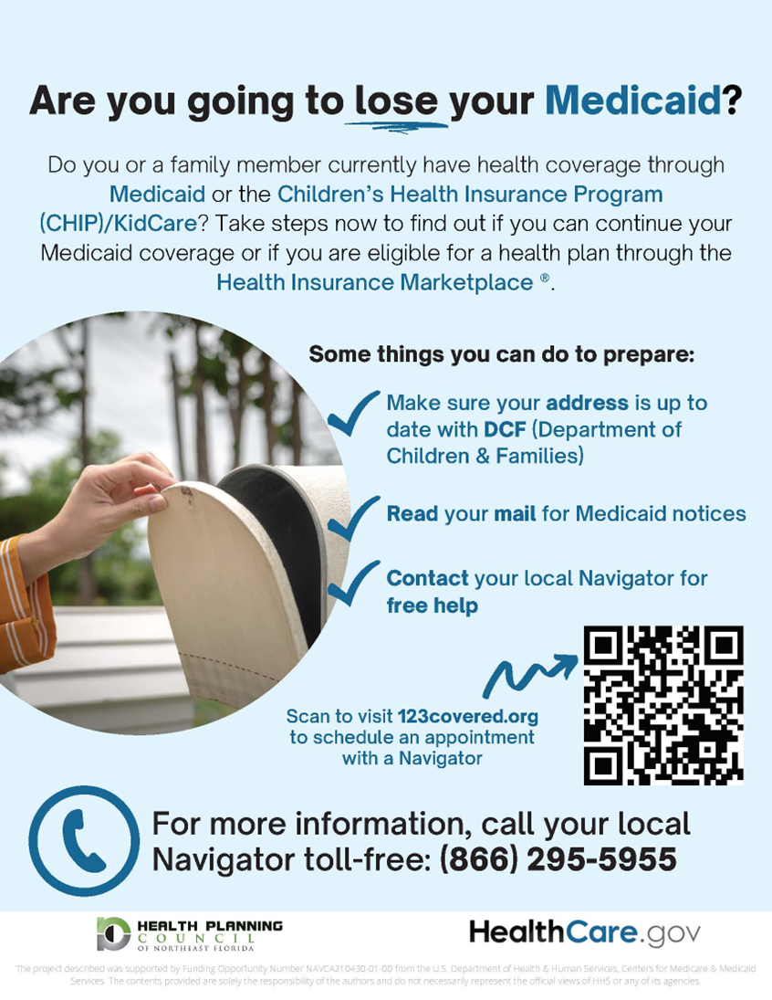 Are you going to lose your Medicaid?
Do you or a family member currently have health coverage through
Medicaid or the Children's Health Insurance Program
(CHIP)/KidCare? Take steps now to find out if you can continue your
Medicaid coverage or if you are eligible for a health plan through the
Health Insurance Marketplace ®.
Some things you can do to prepare:
Make sure your address is up to
date with DCF (Department of
Children & Families)
Read your mail for Medicaid notices
Contact your local Navigator for
free help
Scan to visit 123covered.org
to schedule an appointment
with a Navigator
For more information, call your local
Navigator toll-free: (866) 295-5955
HEALTH PLANNING
COUNCIL
OF NORTHEAST FLORIDA
HealthCare.gov
The project described was supported by Funding Opportunity Number NAVCA210430-01-00 from the U.S. Department of Health & Human Services, Centers for Medicare & Medicaid
Services. The contents provided are solely the responsibility of the authors and do not necessarily represent the official views of HHS or any of its agencies.